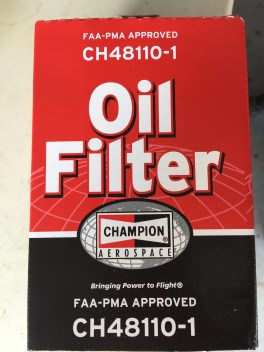 FAA-PMA APPROVED
CH48110-1
Oil
Filter
CHAMPION
®
AEROSPACE
Bringing Power to Flight®
FAA-PMA APPROVED
CH48110-1